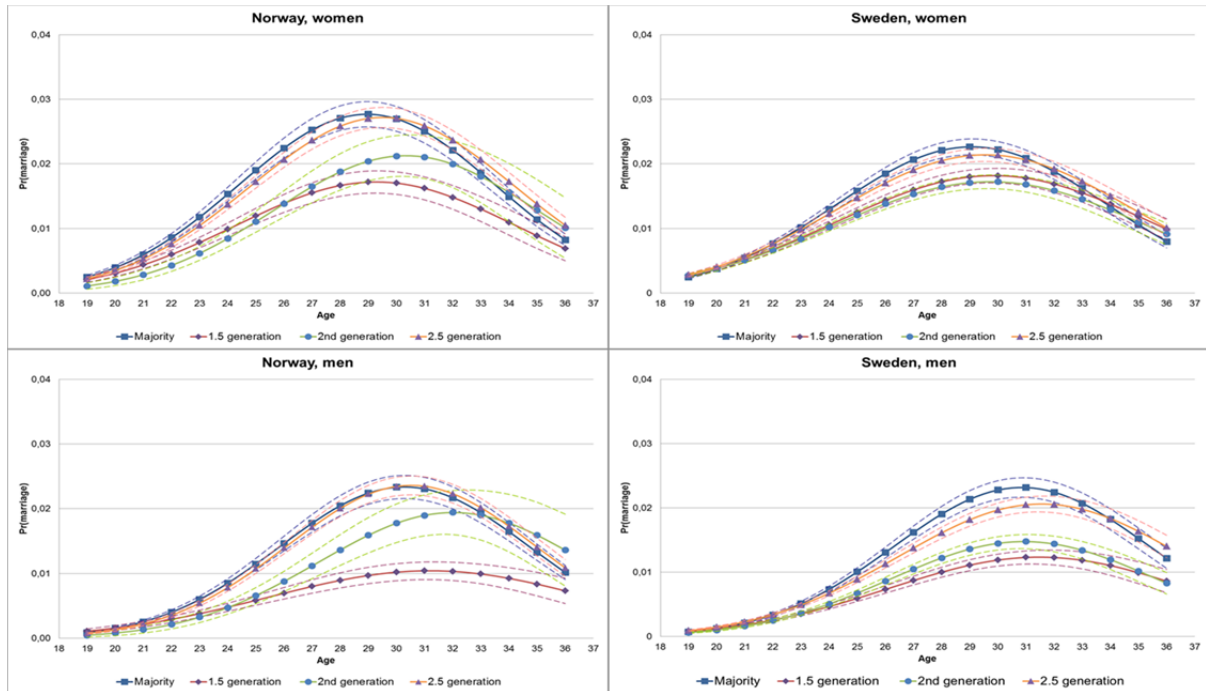 Norway, women
0,04
0,03
0,02
0,01
0,00
Pr(marriage)
18 19 20 21 22 23 24 25 26 27 28 29 30 31 32 33 34 35 36 37
Age
Majority 1.5 generation 2nd generation 2.5 generation
Sweden, women
0,04
0,03
0,02
0,01
0,00
Pr(marriage)
18 19 20 21 22 23 24 25 26 27 28 29 30 31 32 33 34 35 36 37
Age
Majority 1.5 generation 2nd generation 2.5 generation
Norway, men
0,04
0,03
0,02
0,01
0,00
Pr(marriage)
18 19 20 21 22 23 24 25 26 27 28 29 30 31 32 33 34 35 36 37
Age
Majority 1.5 generation 2nd generation 2.5 generation
Sweden, men
0,04
0,03
0,02
0,01
0
Pr(marriage)
18 19 20 21 22 23 24 25 26 27 28 29 30 31 32 33 34 35 36 37
Age
Majority 1.5 generation 2nd generation 2.5 generation